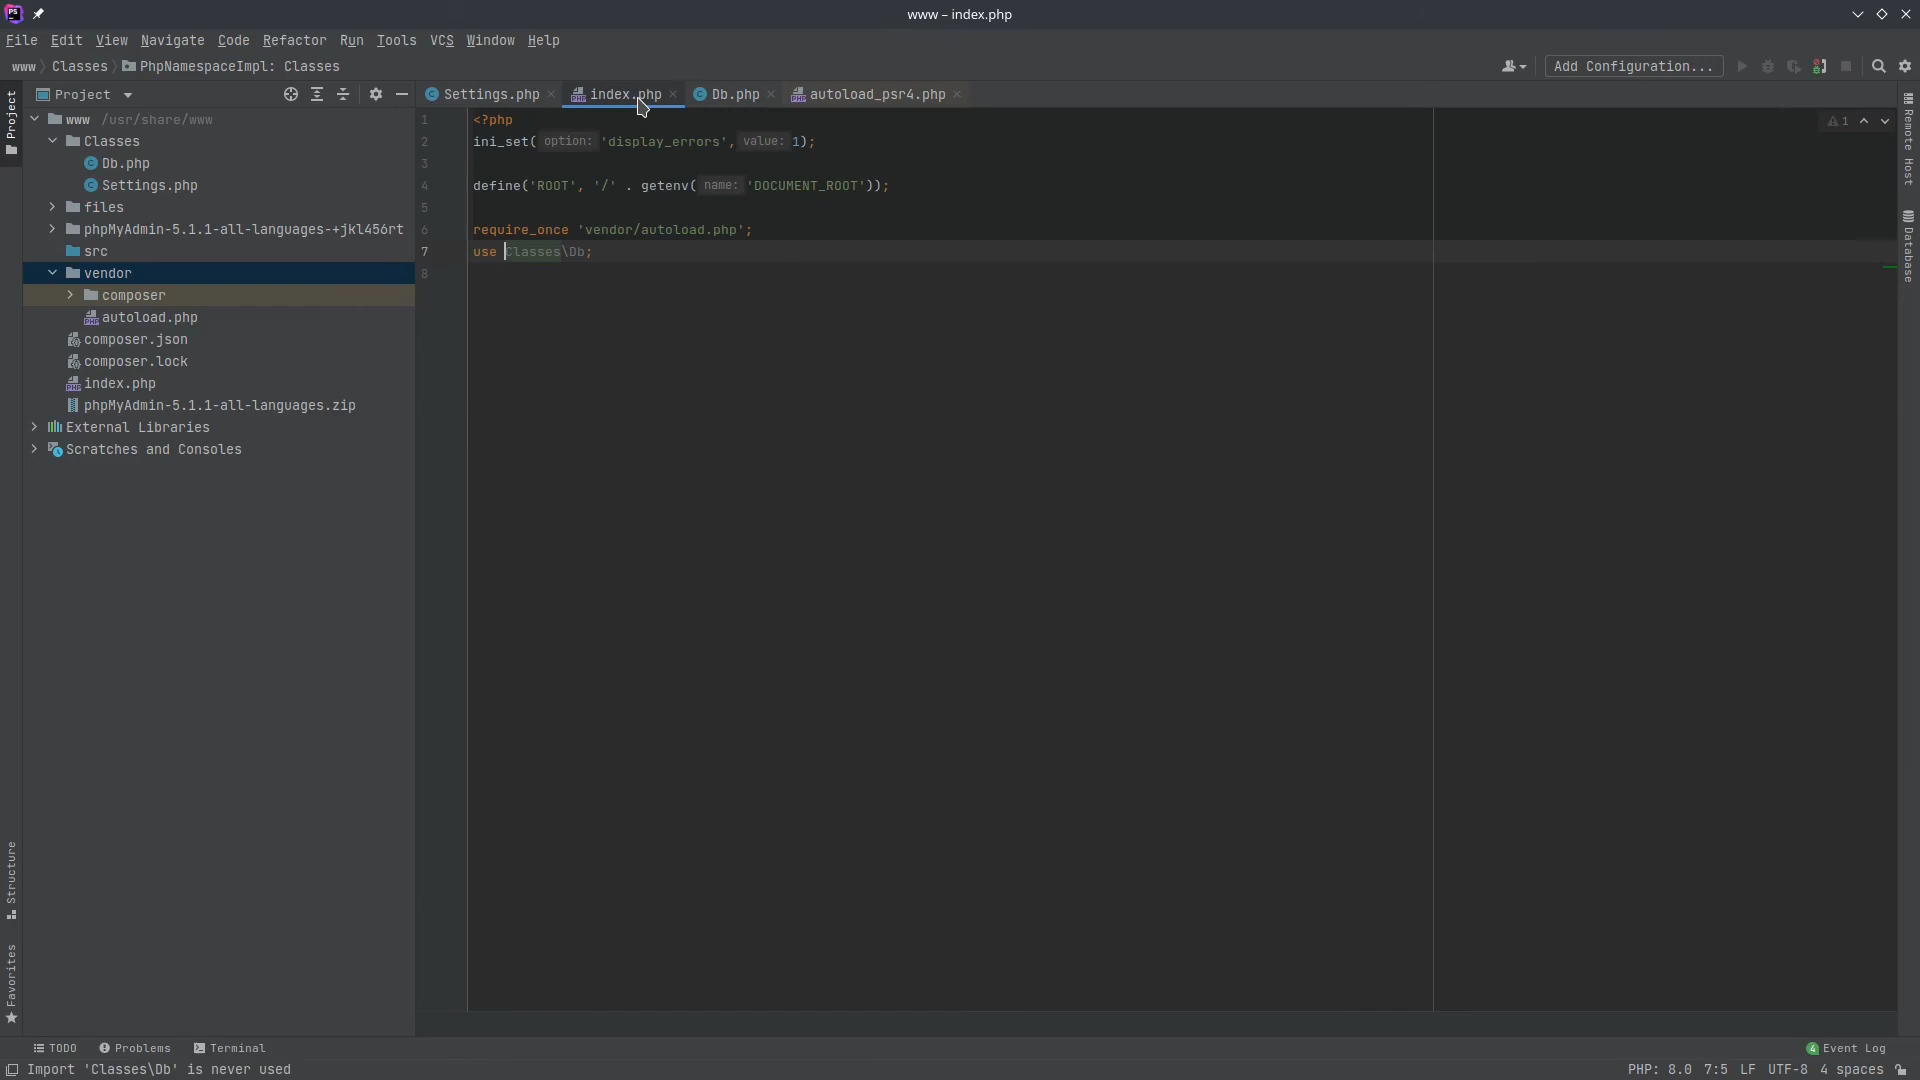 www – index.php
File Edit View Navigate Code Refactor Run Tools VCS Window Help
www Classes PhpNamespaceImpl: Classes
Add Configuration...
Project
Settings.php
index.php
Db.php
autoload_psr4.php
Project
www /usr/share/www
Classes
Db.php
Settings.php
files
phpMyAdmin-5.1.1-all-languages-+jkl456rt
src
vendor
composer
autoload.php
composer.json
composer.lock
index.php
phpMyAdmin-5.1.1-all-languages.zip
External Libraries
Scratches and Consoles
1 <?php
2 ini_set( option: 'display_errors', value: 1);
3
4 define('ROOT', '/' . getenv( name: 'DOCUMENT_ROOT'));
5
6 require_once 'vendor/autoload.php';
7 use Classes\Db;
8
1
Remote Host
Database
Structure
Favorites
TODO Problems Terminal
4 Event Log
Import 'Classes\Db' is never used
PHP: 8.0 7:5 LF UTF-8 4 spaces